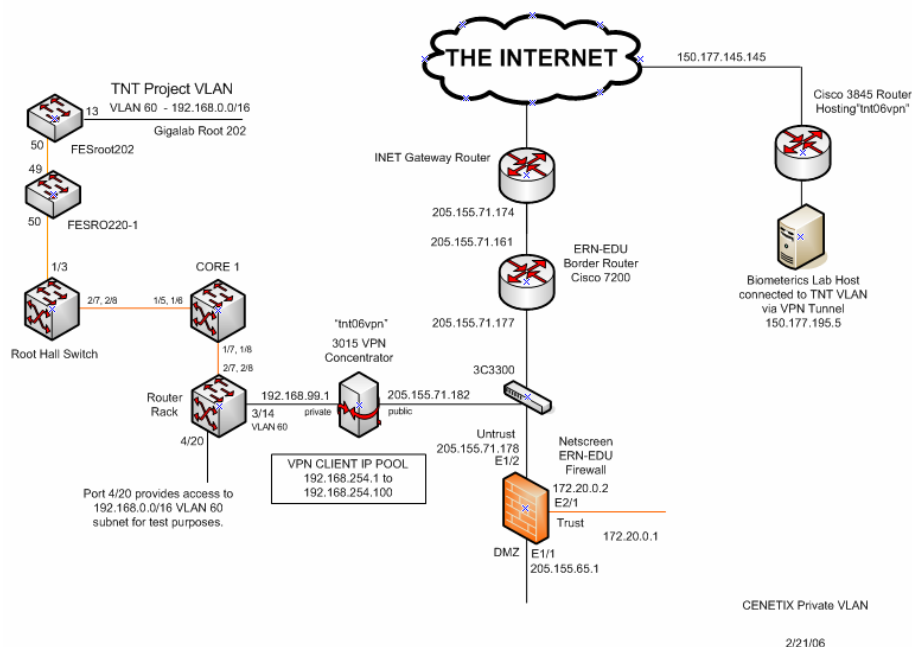 THE INTERNET
150.177.145.145
TNT Project VLAN
VLAN 60 - 192.168.0.0/16
13
Gigalab Root 202
50
FESroot202
49
FESRO220-1
50
Cisco 3845 Router
Hosting"tnt06vpn"
INET Gateway Router
205.155.71.174
205.155.71.161
ERN-EDU
Border Router
Cisco 7200
205.155.71.177
Biometerics Lab Host
connected to TNT VLAN
via VPN Tunnel
150.177.195.5
1/3
CORE 1
2/7, 2/8
1/5, 1/6
Root Hall Switch
1/7, 1/8
2/7, 2/8
"tnt06vpn"
3015 VPN
Concentrator
3C3300
Router
Rack
192.168.99.1
205.155.71.182
3/14
private
public
VLAN 60
4/20
Port 4/20 provides access to
192.168.0.0/16 VLAN 60
subnet for test purposes.
VPN CLIENT IP POOL
192.168.254.1 to
192.168.254.100
Untrust
205.155.71.178
E1/2
Netscreen
ERN-EDU
Firewall
172.20.0.2
E2/1
Trust
172.20.0.1
DMZ
E1/1
205.155.65.1
CENETIX Private VLAN
2/21/06